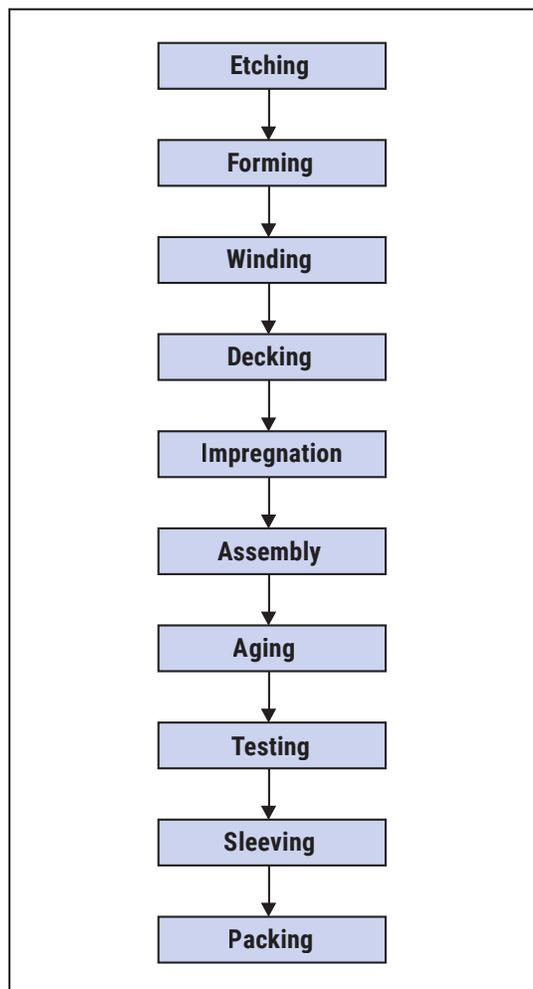 Etching
Forming
Winding
Decking
Impregnation
Assembly
Aging
Testing
Sleeving
Packing